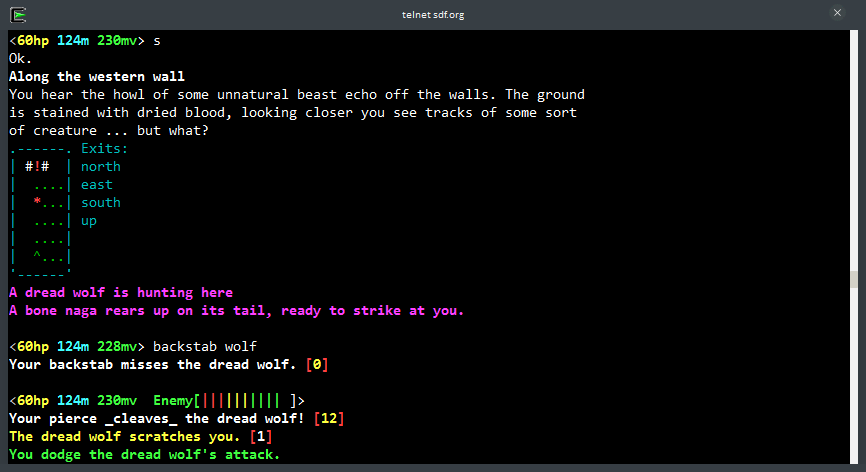 telnet sdf.org
<60hp 124m 230mv> s
Ok.
Along the western wall
You hear the howl of some unnatural beast echo off the walls. The ground
is stained with dried blood, looking closer you see tracks of some sort
of creature ... but what?
.------. Exits:
| #!#  | north
|  ....| east
|  *...| south
|  ....| up
|  ....|
|  ^...|
'------'
A dread wolf is hunting here
A bone naga rears up on its tail, ready to strike at you.
<60hp 124m 228mv> backstab wolf
Your backstab misses the dread wolf. [0]
<60hp 124m 230mv  Enemy[|||||||||| ]>
Your pierce _cleaves_ the dread wolf! [12]
The dread wolf scratches you. [1]
You dodge the dread wolf's attack.